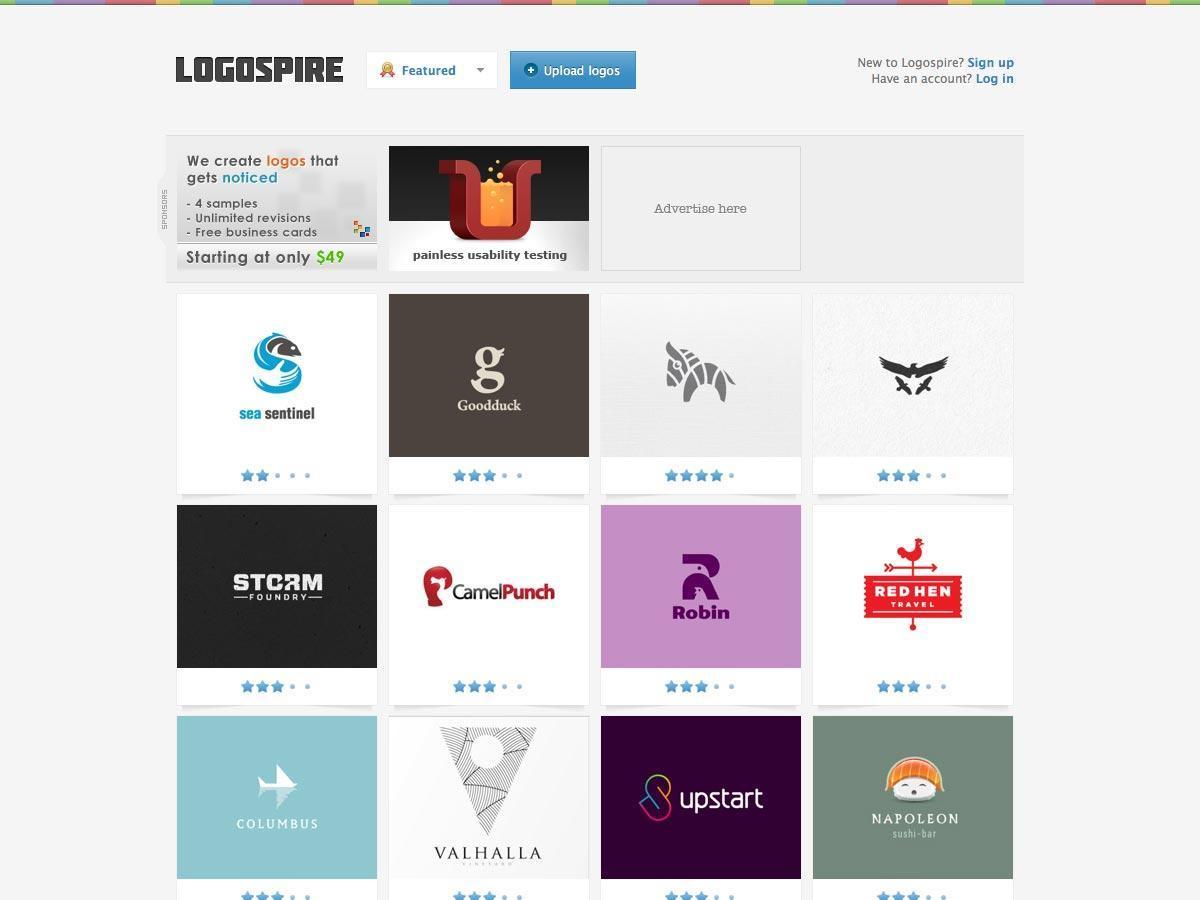 LOGOSPIRE
Featured
Upload logos
New to Logospire? Sign up
Have an account? Log in
SPONSORS
We create logos that
gets noticed
- 4 samples
- Unlimited revisions
- Free business cards
Starting at only $49
painless usability testing
Advertise here
sea sentinel
g
Goodduck
STORM
FOUNDRY
CamelPunch
Robin
RED HEN
TRAVEL
COLUMBUS
VALHALLA
VINEYARD
upstart
NAPOLEON
sushi-bar